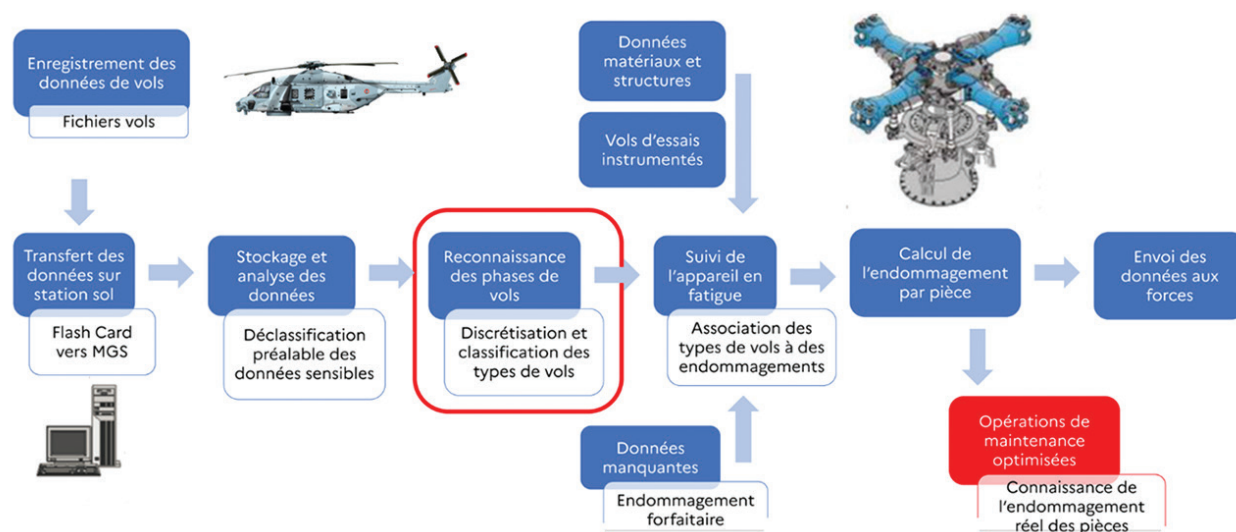 Enregistrement des
données de vols
Fichiers vols
Données
matériaux et
structures
Vols d'essais
instrumentés
Transfert des
données sur
station sol
Flash Card
vers MGS
Stockage et
analyse des
données
Déclassification
préalable des
données sensibles
Reconnaissance
des phases de
vols
Discrétisation et
classification des
types de vols
Suivi de
l'appareil en
fatigue
Association des
types de vols à des
endommagements
Calcul de
l'endommagement
par pièce
Envoi des
données aux
forces
Données
manquantes
Endommagement
forfaitaire
Opérations de
maintenance
optimisées
Connaissance de
l'endommagement
réel des pièces